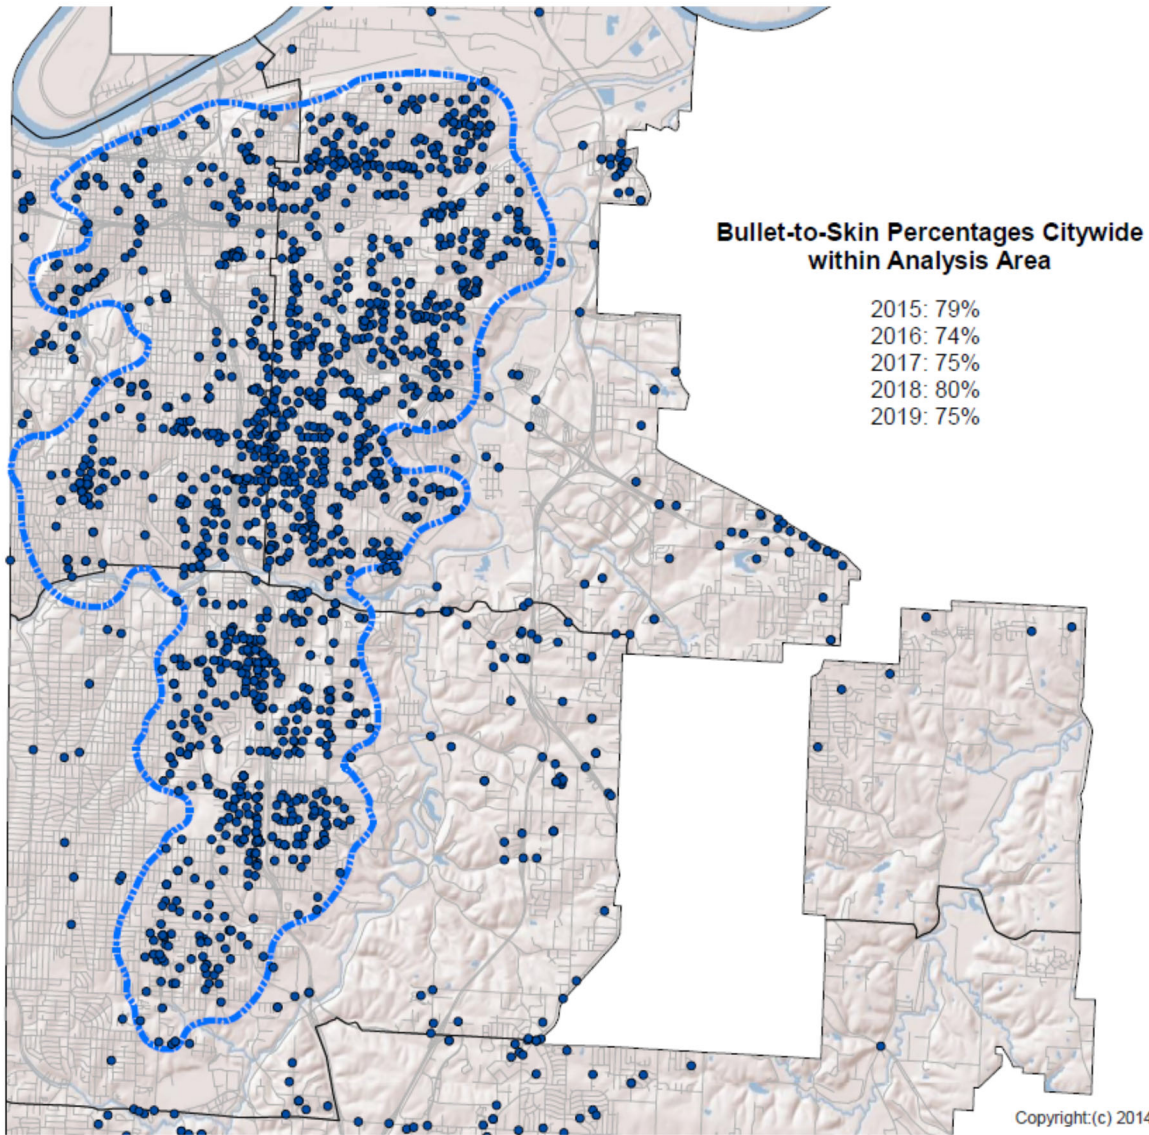 Bullet-to-Skin Percentages Citywide
within Analysis Area
2015: 79%
2016: 74%
2017: 75%
2018: 80%
2019: 75%
Copyright:(c) 2014